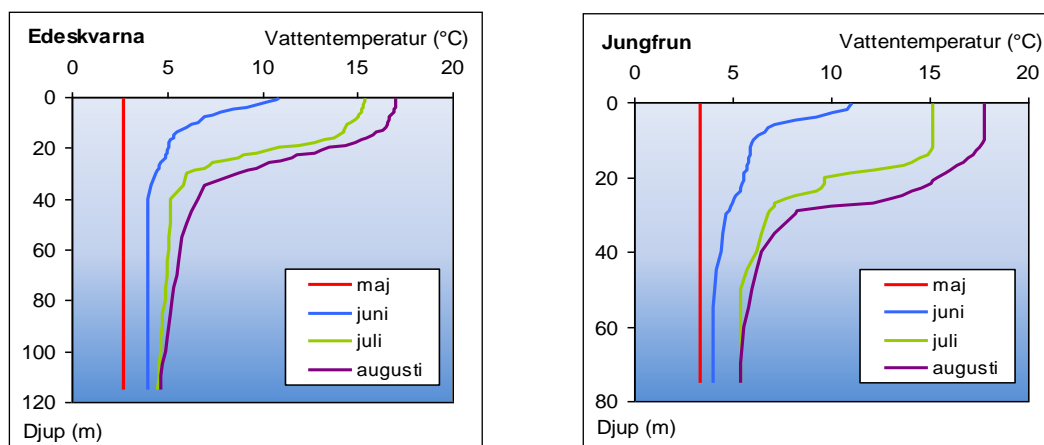 Edeskvarna Vattentemperatur (°C)
0 5 10 15 20
0
20
40
60
80
100
120
maj
juni
juli
augusti
Djup (m)
Jungfrun Vattentemperatur (°C)
0 5 10 15 20
0
20
40
60
80
maj
juni
juli
augusti
Djup (m)